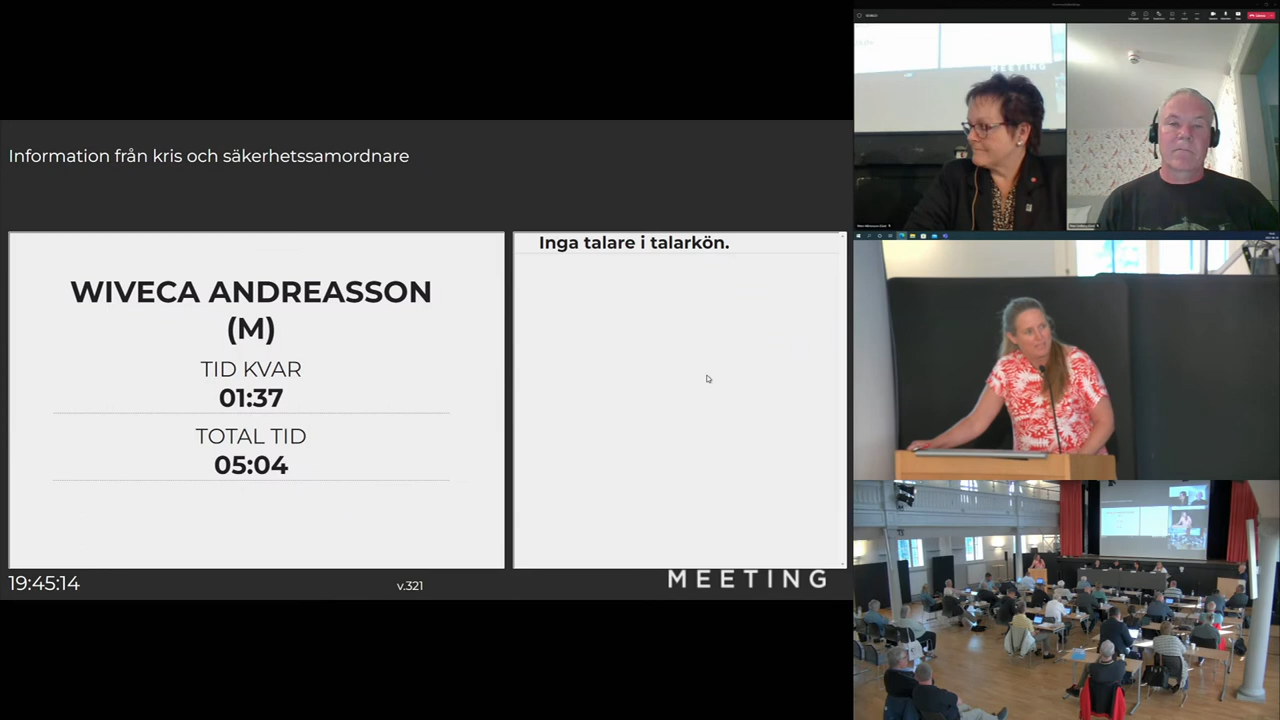 Information från kris och säkerhetssamordnare
WIVECA ANDREASSON
(M)
TID KVAR
01:37
TOTAL TID
05:04
Inga talare i talarkön.
19:45:14
v.321
MEETING
MEETING